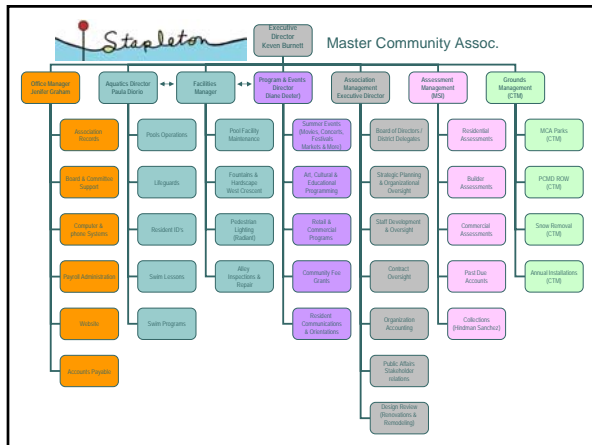 Stapleton
Executive
Director
Keven Burnett
Master Community Assoc.
Office Manager
Jenifer Graham
Aquatics Director
Paula Diorio
Facilities
Manager
Program & Events
Director
Diane Deeter)
Association
Management
Executive Director
Assessment
Management
(MSI)
Grounds
Management
(CTM)
Association
Records
Pools Operations
Pool Facility
Maintenance
Summer Events
(Movies, Concerts,
Festivals
Markets & More)
Board of Directors /
District Delegates
Residential
Assessments
MCA Parks
(CTM)
Board & Committee
Support
Lifeguards
Fountains &
Hardscape
West Crescent
Art, Cultural &
Educational
Programming
Strategic Planning
& Organizational
Oversight
Builder
Assessments
PCMD ROW
(CTM)
Computer &
phone Systems
Resident ID's
Pedestrian
Lighting
(Radiant)
Retail &
Commercial
Programs
Staff Development
& Oversight
Commercial
Assessments
Snow Removal
(CTM)
Payroll Administration
Swim Lessons
Alley
Inspections &
Repair
Community Fee
Grants
Contract
Oversight
Past Due
Accounts
Annual Installations
(CTM)
Website
Swim Programs
Resident
Communications
& Orientations
Organization
Accounting
Collections
(Hindman Sanchez)
Accounts Payable
Public Affairs
Stakeholder
relations
Design Review
(Renovations &
Remodeling)